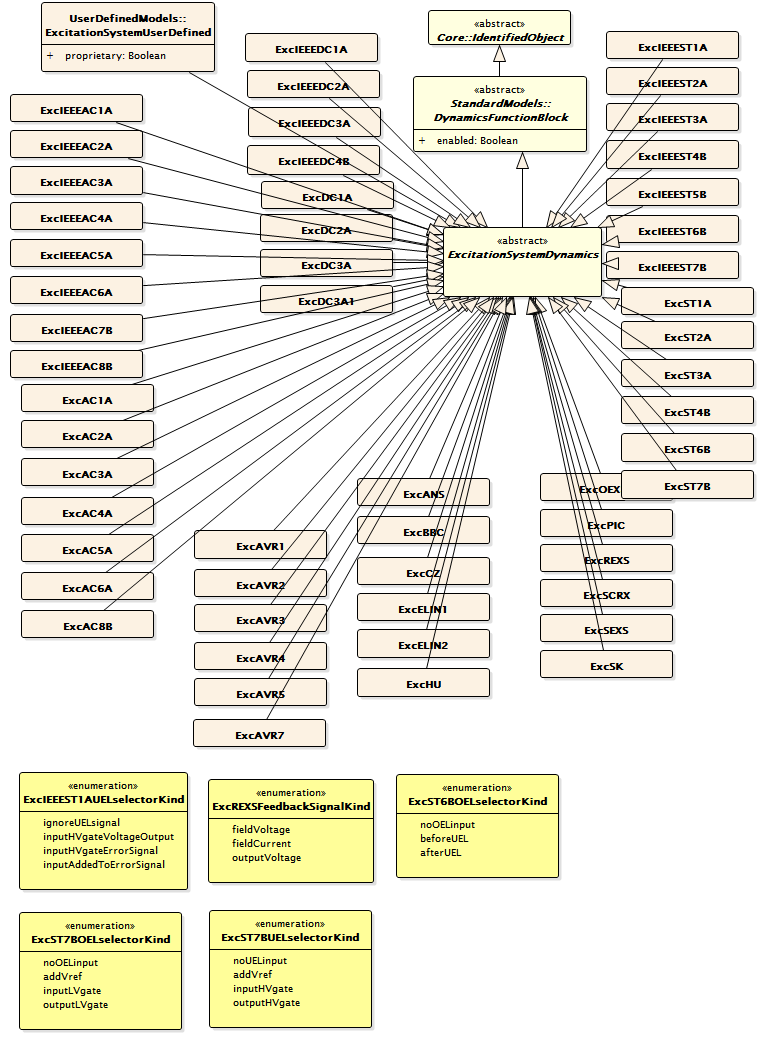 UserDefinedModels::
ExcitationSystemUserDefined
+ proprietary: Boolean
«abstract»
Core::IdentifiedObject
«abstract»
StandardModels::
DynamicsFunctionBlock
+ enabled: Boolean
«abstract»
ExcitationSystemDynamics
ExcIEEEDC1A
ExcIEEEDC2A
ExcIEEEDC3A
ExcIEEEDC4B
ExcDC1A
ExcDC2A
ExcDC3A
ExcDC3A1
ExcIEEEAC1A
ExcIEEEAC2A
ExcIEEEAC3A
ExcIEEEAC4A
ExcIEEEAC5A
ExcIEEEAC6A
ExcIEEEAC7B
ExcIEEEAC8B
ExcAC1A
ExcAC2A
ExcAC3A
ExcAC4A
ExcAC5A
ExcAC6A
ExcAC8B
ExcIEEEST1A
ExcIEEEST2A
ExcIEEEST3A
ExcIEEEST4B
ExcIEEEST5B
ExcIEEEST6B
ExcIEEEST7B
ExcST1A
ExcST2A
ExcST3A
ExcST4B
ExcST6B
ExcST7B
ExcAVR1
ExcAVR2
ExcAVR3
ExcAVR4
ExcAVR5
ExcAVR7
ExcANS
ExcBBC
ExcCZ
ExcELIN1
ExcELIN2
ExcHU
ExcOEX
ExcPIC
ExcREXS
ExcSCRX
ExcSEXS
ExcSK
«enumeration»
ExcIEEEST1AUELselectorKind
ignoreUELsignal
inputHVgateVoltageOutput
inputHVgateErrorSignal
inputAddedToErrorSignal
«enumeration»
ExcREXSFeedbackSignalKind
fieldVoltage
fieldCurrent
outputVoltage
«enumeration»
ExcST6BOELselectorKind
noOELinput
beforeUEL
afterUEL
«enumeration»
ExcST7BOELselectorKind
noOELinput
addVref
inputLVgate
outputLVgate
«enumeration»
ExcST7BUELselectorKind
noUELinput
addVref
inputHVgate
outputHVgate